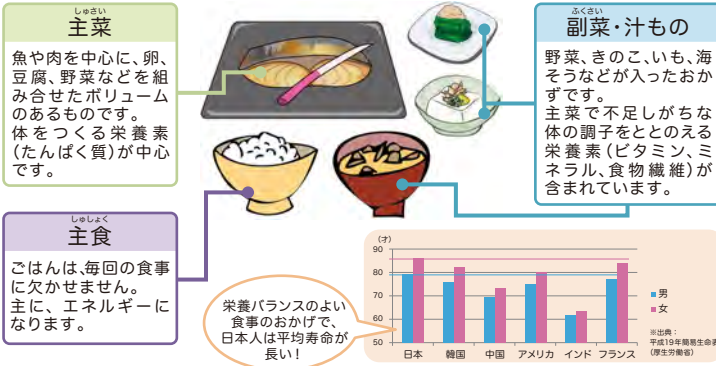 しゅさい
主菜
魚や肉を中心に、卵、
豆腐、野菜などを組
み合せたボリューム
のあるものです。
体をつくる栄養素
(たんぱく質)が中心
です。
ふくさい
副菜・汁もの
野菜、きのこ、いも、海
そうなどが入ったおか
ずです。
主菜で不足しがちな
体の調子をととのえる
栄養素(ビタミン、ミ
ネラル、食物繊維)が
含まれています。
しゅしょく
主食
ごはんは、毎回の食事
に欠かせません。
主に、エネルギーに
なります。
栄養バランスのよい
食事のおかげで、
日本人は平均寿命が
長い!
(才)
90
80
70
60
50
日本 韓国 中国 アメリカ インド フランス
男
女
※出典:
平成19年簡易生命表
(厚生労働省)